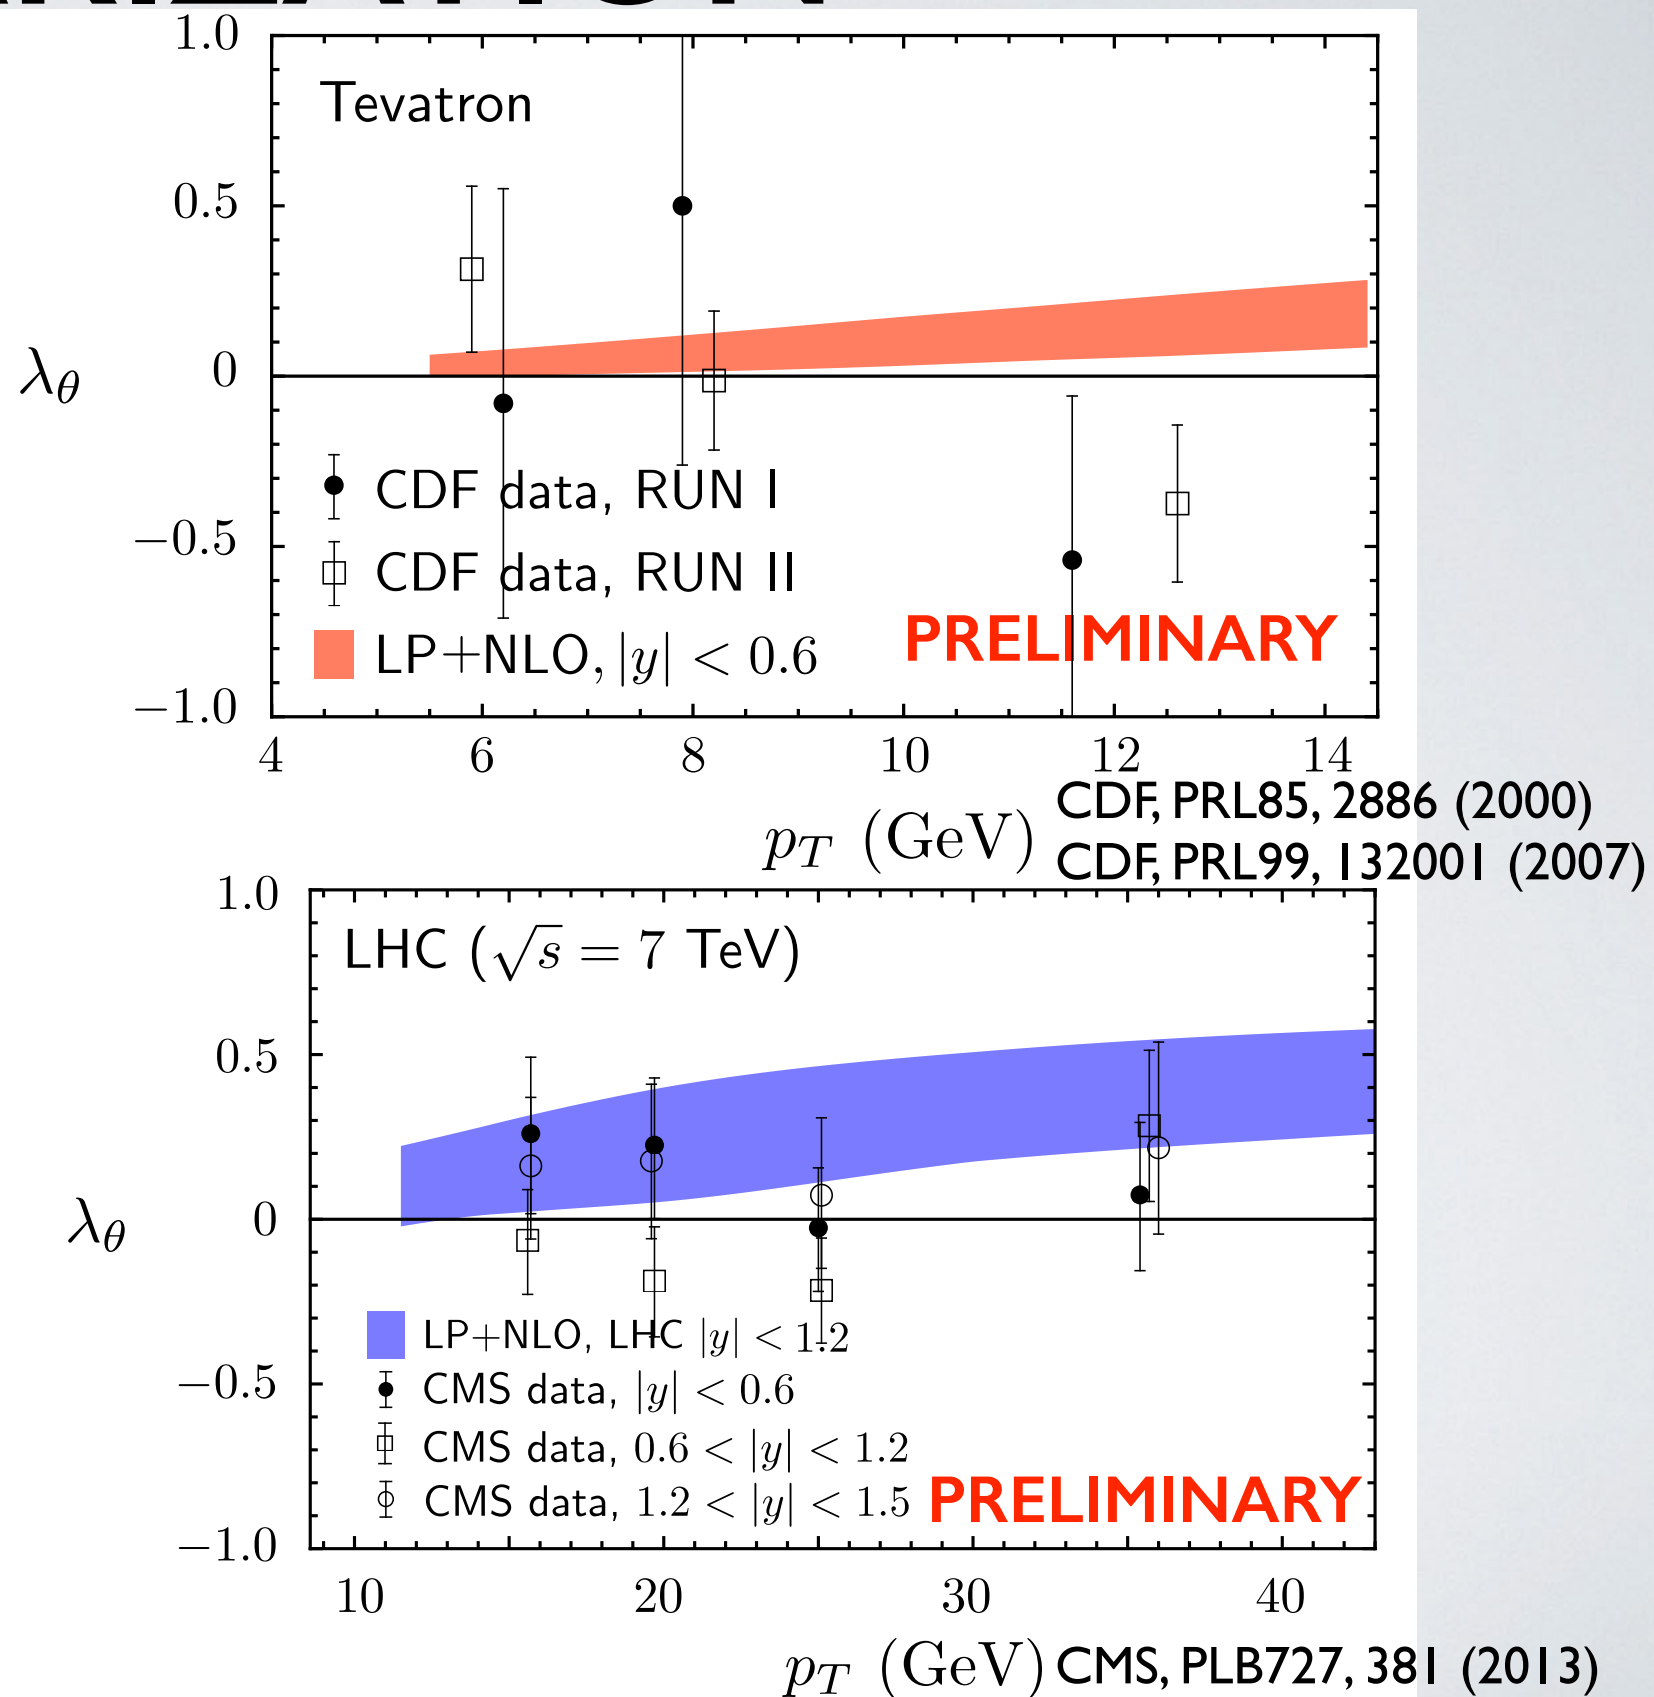 RIZATION
1.0
Tevatron
0.5
λθ
0
CDF data, RUN I
−0.5
CDF data, RUN II
LP+NLO, |y| < 0.6
PRELIMINARY
−1.0
4 6 8 10 12 14
pT (GeV)
CDF, PRL85, 2886 (2000)
CDF, PRL99, 132001 (2007)
1.0
LHC (√s = 7 TeV)
0.5
λθ
0
LP+NLO, LHC |y| < 1.2
−0.5
CMS data, |y| < 0.6
CMS data, 0.6 < |y| < 1.2
CMS data, 1.2 < |y| < 1.5
PRELIMINARY
−1.0
10 20 30 40
pT (GeV)
CMS, PLB727, 381 (2013)